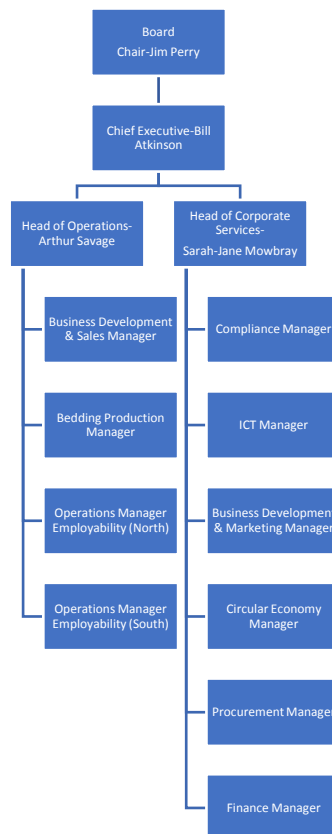 Board
Chair-Jim Perry
Chief Executive-Bill
Atkinson
Head of Operations-
Arthur Savage
Head of Corporate
Services-
Sarah-Jane Mowbray
Business Development
& Sales Manager
Bedding Production
Manager
Operations Manager
Employability (North)
Operations Manager
Employability (South)
Compliance Manager
ICT Manager
Business Development
& Marketing Manager
Circular Economy
Manager
Procurement Manager
Finance Manager